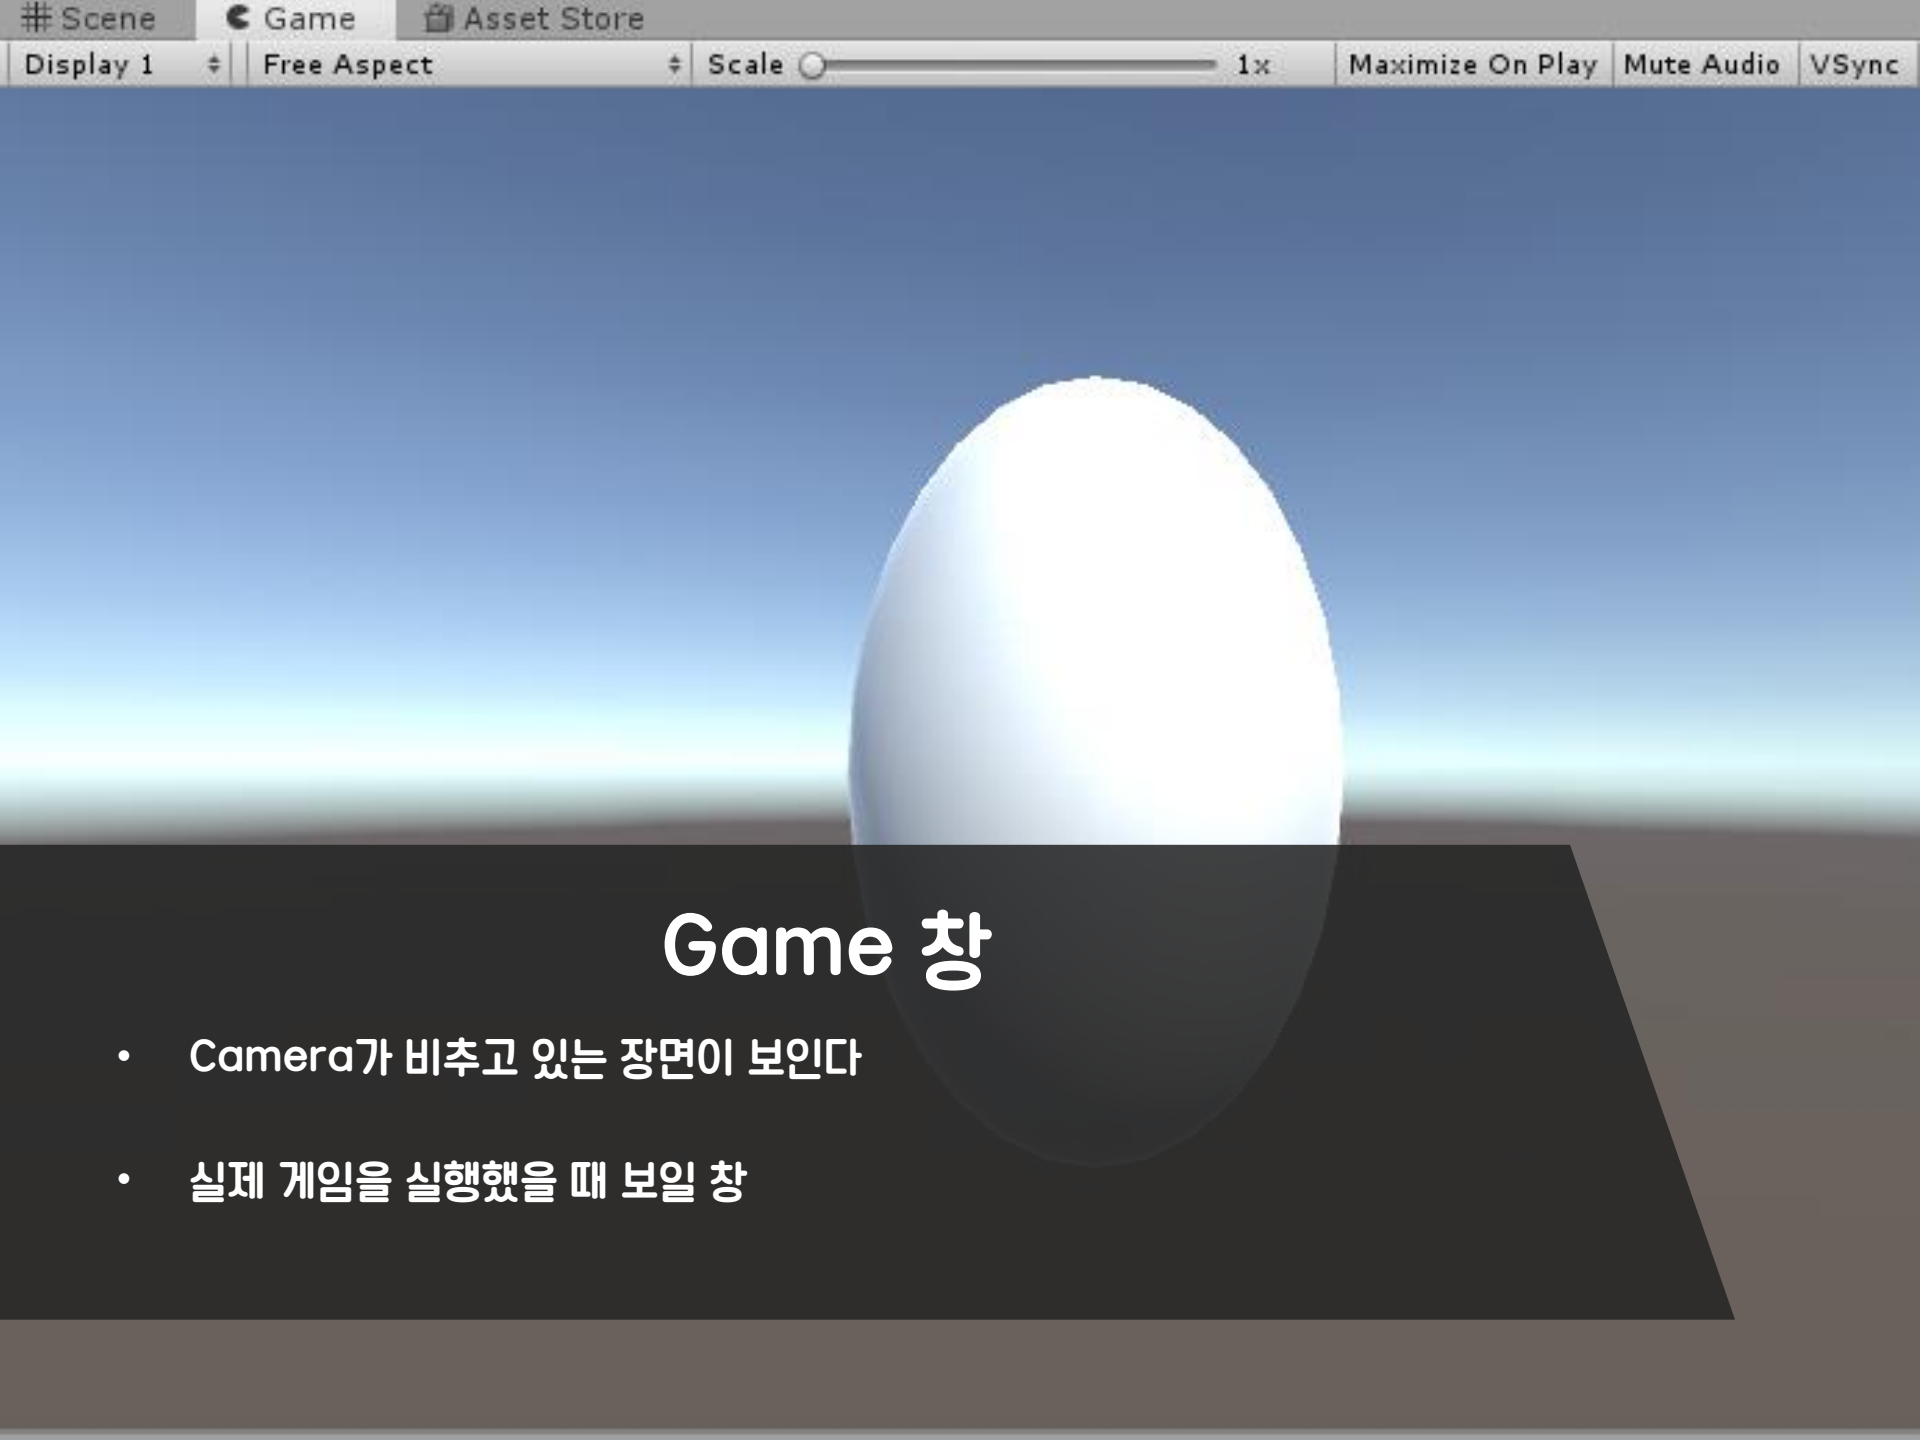 Scene Game Asset Store
Display 1 Free Aspect Scale 1x Maximize On Play Mute Audio VSync
Game 창
• Camera가 비추고 있는 장면이 보인다
• 실제 게임을 실행했을 때 보일 창